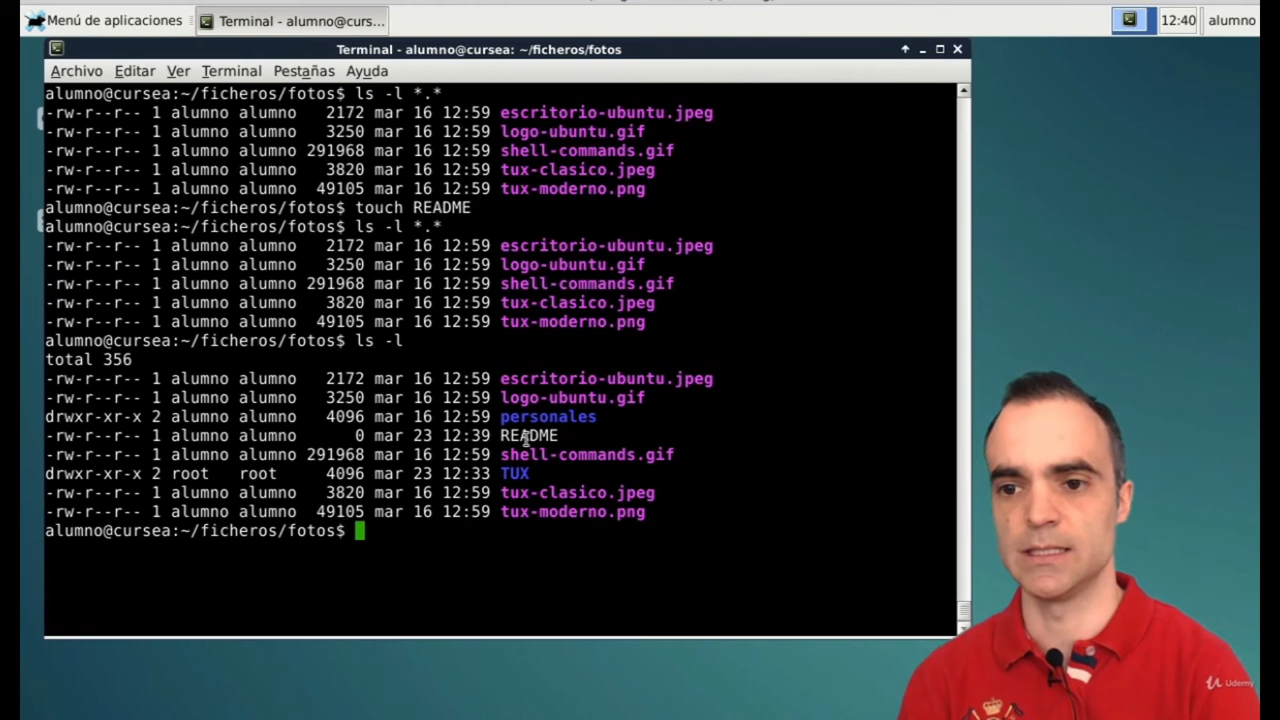 Menú de aplicaciones
Terminal - alumno@curs...
12:40
alumno
Terminal - alumno@cursea: ~/ficheros/fotos
Archivo Editar Ver Terminal Pestañas Ayuda
alumno@cursea:~/ficheros/fotos$ ls -l *.*
-rw-r--r-- 1 alumno alumno   2172 mar 16 12:59 escritorio-ubuntu.jpeg
-rw-r--r-- 1 alumno alumno   3250 mar 16 12:59 logo-ubuntu.gif
-rw-r--r-- 1 alumno alumno 291968 mar 16 12:59 shell-commands.gif
-rw-r--r-- 1 alumno alumno   3820 mar 16 12:59 tux-clasico.jpeg
-rw-r--r-- 1 alumno alumno  49105 mar 16 12:59 tux-moderno.png
alumno@cursea:~/ficheros/fotos$ touch README
alumno@cursea:~/ficheros/fotos$ ls -l *.*
-rw-r--r-- 1 alumno alumno   2172 mar 16 12:59 escritorio-ubuntu.jpeg
-rw-r--r-- 1 alumno alumno   3250 mar 16 12:59 logo-ubuntu.gif
-rw-r--r-- 1 alumno alumno 291968 mar 16 12:59 shell-commands.gif
-rw-r--r-- 1 alumno alumno   3820 mar 16 12:59 tux-clasico.jpeg
-rw-r--r-- 1 alumno alumno  49105 mar 16 12:59 tux-moderno.png
alumno@cursea:~/ficheros/fotos$ ls -l
total 356
-rw-r--r-- 1 alumno alumno   2172 mar 16 12:59 escritorio-ubuntu.jpeg
-rw-r--r-- 1 alumno alumno   3250 mar 16 12:59 logo-ubuntu.gif
drwxr-xr-x 2 alumno alumno   4096 mar 16 12:59 personales
-rw-r--r-- 1 alumno alumno      0 mar 23 12:39 README
-rw-r--r-- 1 alumno alumno 291968 mar 16 12:59 shell-commands.gif
drwxr-xr-x 2 root   root     4096 mar 23 12:33 TUX
-rw-r--r-- 1 alumno alumno   3820 mar 16 12:59 tux-clasico.jpeg
-rw-r--r-- 1 alumno alumno  49105 mar 16 12:59 tux-moderno.png
alumno@cursea:~/ficheros/fotos$
Udemy